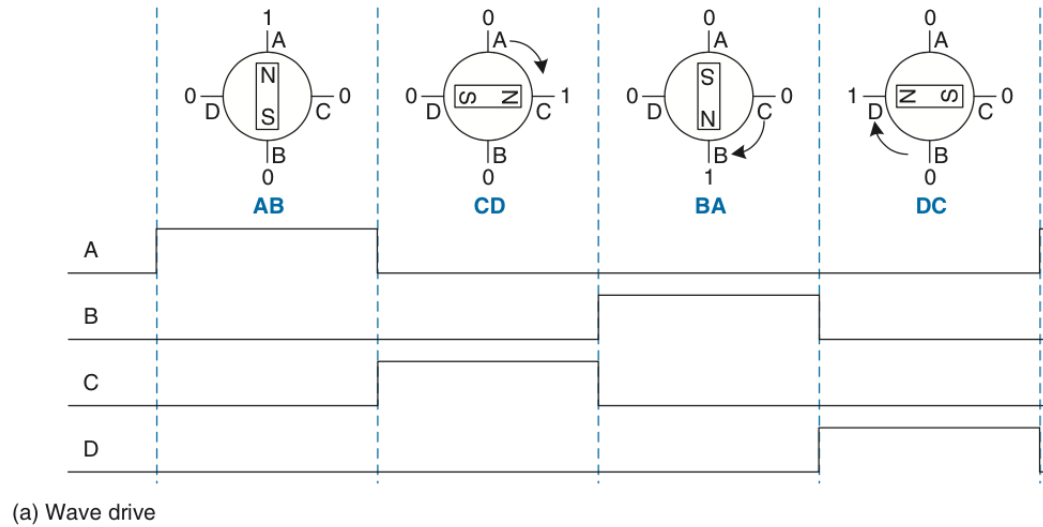 1 0 0 0
A A A A
N S
0 D C 0 0 D S N C 1 0 D C 0 1 D N S C 0
S N
B B B B
0 0 1 0
AB CD BA DC
A
B
C
D
(a) Wave drive